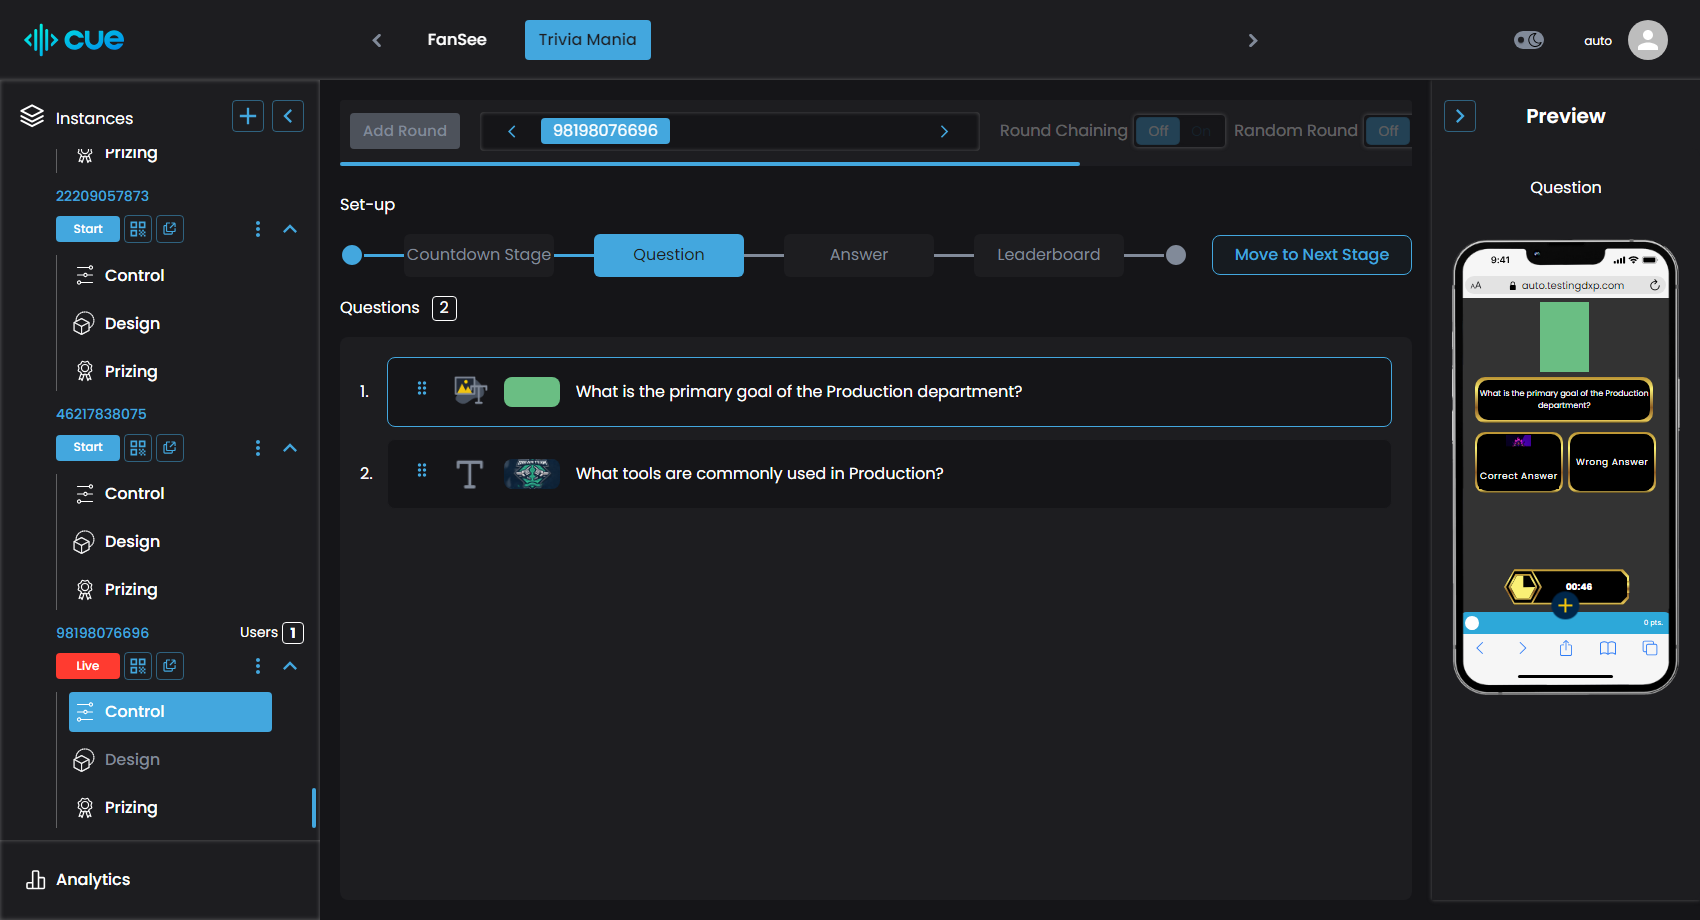 cue
FanSee
Trivia Mania
auto
Instances
Prizing
22209057873
Start
Control
Design
Prizing
46217838075
Start
Control
Design
Prizing
98198076696
Users 1
Live
Control
Design
Prizing
Analytics
Add Round
98198076696
Round Chaining
Off
On
Random Round
Off
Set-up
Countdown Stage
Question
Answer
Leaderboard
Move to Next Stage
Questions 2
1. What is the primary goal of the Production department?
2. T What tools are commonly used in Production?
Preview
Question
9:41
AA auto.testingdxp.com
What is the primary goal of the Production
department?
Correct Answer
Wrong Answer
00:46
0 pts.